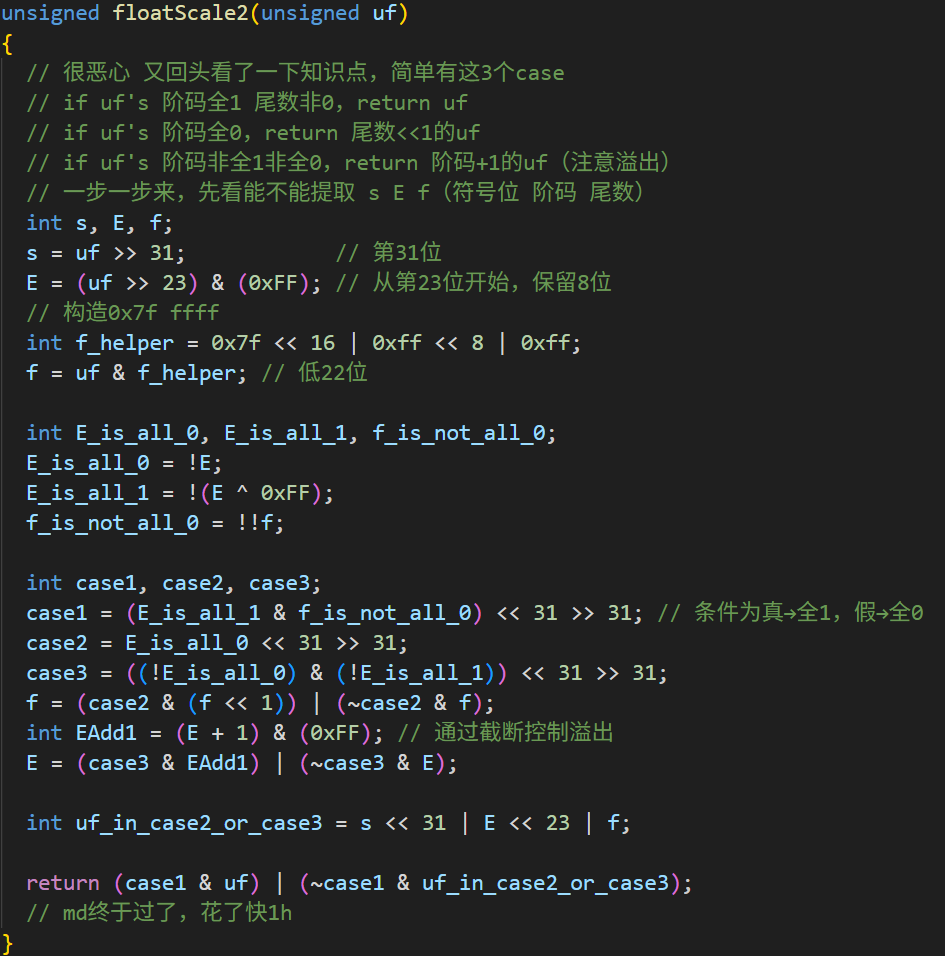 unsigned floatScale2(unsigned uf)
{
// 很恶心 又回头看了一下知识点，简单有这3个case
// if uf's 阶码全1 尾数非0，return uf
// if uf's 阶码全0，return 尾数<<1的uf
// if uf's 阶码非全1非全0，return 阶码+1的uf（注意溢出）
// 一步一步来，先看能不能提取 s E f（符号位 阶码 尾数）
int s, E, f;
s = uf >> 31; // 第31位
E = (uf >> 23) & (0xFF); // 从第23位开始，保留8位
// 构造0x7f ffff
int f_helper = 0x7f << 16 | 0xff << 8 | 0xff;
f = uf & f_helper; // 低22位
int E_is_all_0, E_is_all_1, f_is_not_all_0;
E_is_all_0 = !E;
E_is_all_1 = !(E ^ 0xFF);
f_is_not_all_0 = !!f;
int case1, case2, case3;
case1 = (E_is_all_1 & f_is_not_all_0) << 31 >> 31; // 条件为真→全1，假→全0
case2 = E_is_all_0 << 31 >> 31;
case3 = ((!E_is_all_0) & (!E_is_all_1)) << 31 >> 31;
f = (case2 & (f << 1)) | (~case2 & f);
int EAdd1 = (E + 1) & (0xFF); // 通过截断控制溢出
E = (case3 & EAdd1) | (~case3 & E);
int uf_in_case2_or_case3 = s << 31 | E << 23 | f;
return (case1 & uf) | (~case1 & uf_in_case2_or_case3);
// md终于过了，花了快1h
}